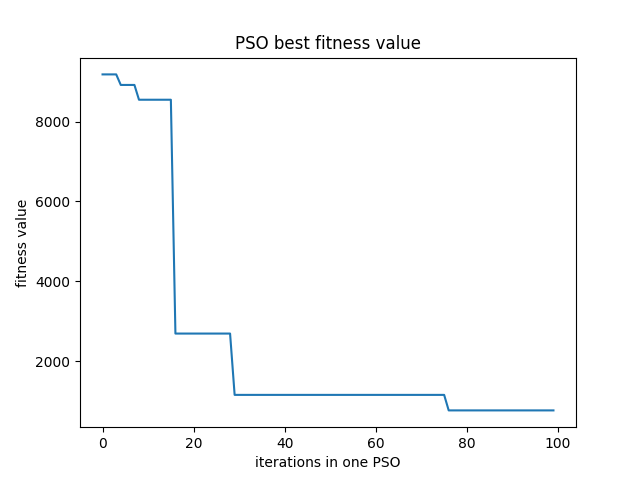 PSO best fitness value
fitness value
8000
6000
4000
2000
0 20 40 60 80 100
iterations in one PSO